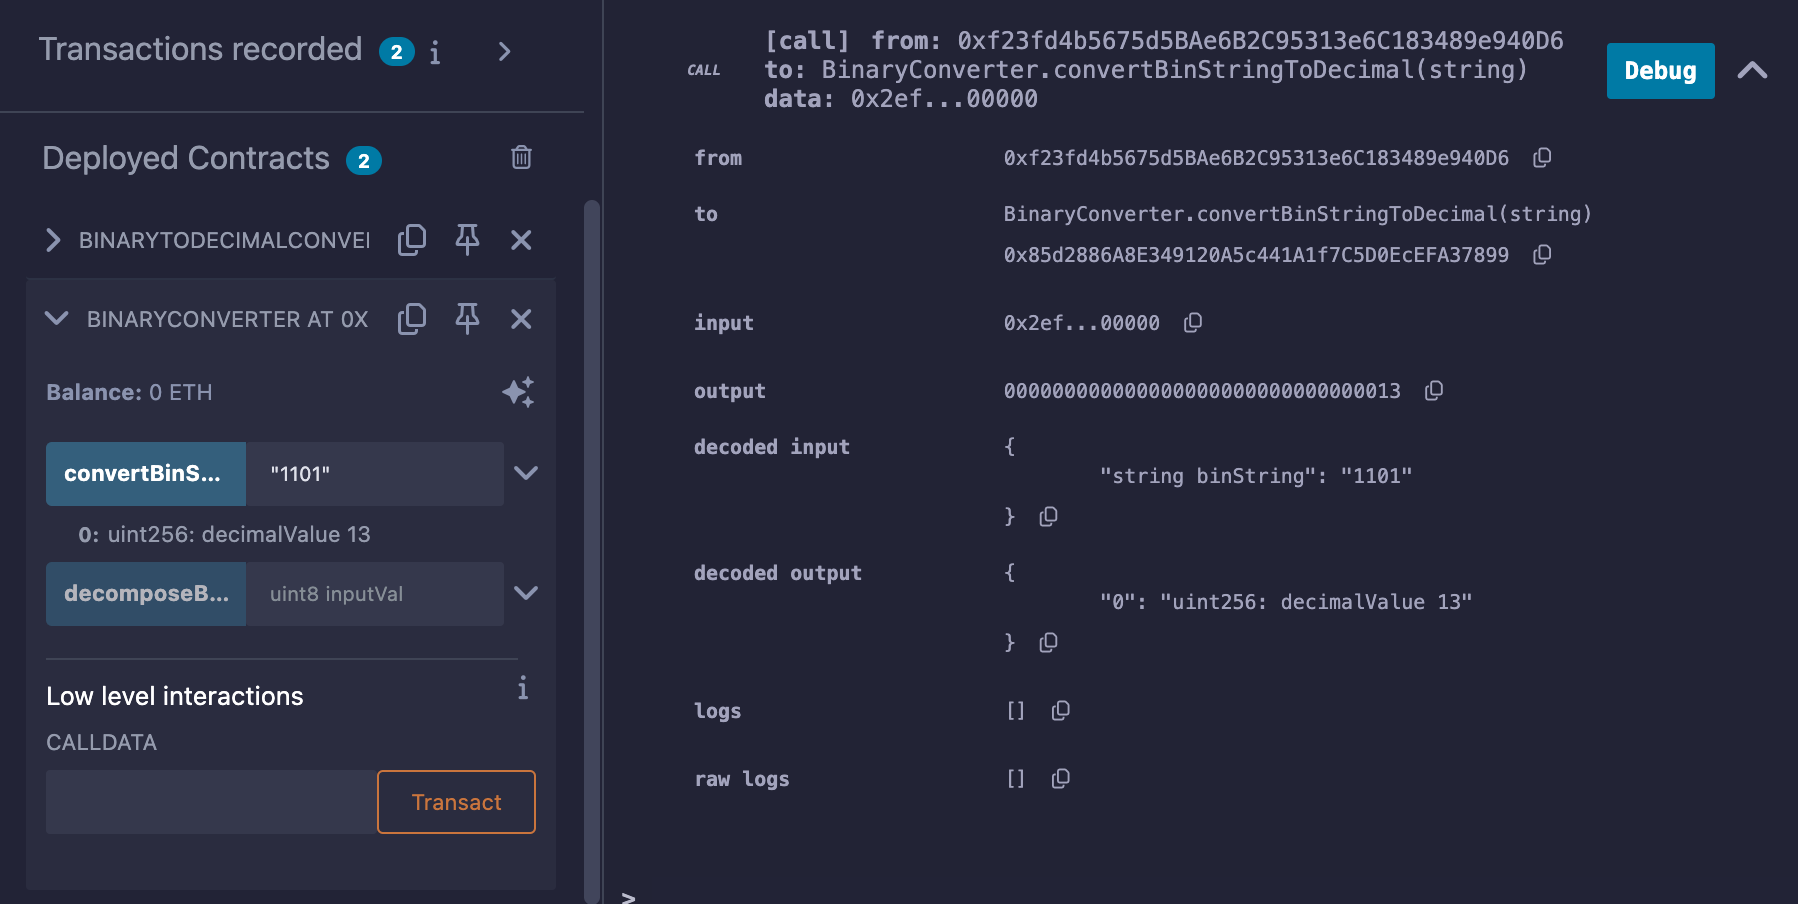 Transactions recorded 2 i
Deployed Contracts 2
BINARYTODECIMALCONVE
BINARYCONVERTER AT 0X
Balance: 0 ETH
convertBinS... "1101"
0: uint256: decimalValue 13
decomposeB... uint8 inputVal
Low level interactions i
CALLDATA
Transact
CALL
[call] from: 0xf23fd4b5675d5BAe6B2C95313e6C183489e940D6
to: BinaryConverter.convertBinStringToDecimal(string)
data: 0x2ef...00000
Debug
from 0xf23fd4b5675d5BAe6B2C95313e6C183489e940D6
to BinaryConverter.convertBinStringToDecimal(string)
0x85d2886A8E349120A5c441A1f7C5D0EcEFA37899
input 0x2ef...00000
output 000000000000000000000000000000013
decoded input {
"string binString": "1101"
}
decoded output {
"0": "uint256: decimalValue 13"
}
logs []
raw logs []
>